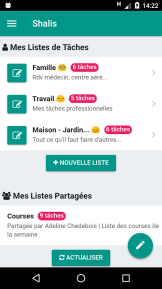 14:22
Shalis
Mes Listes de Tâches
Famille 6 tâches
Rdv médecin, centre aéré...
Travail 5 tâches
Mes tâches professionnelles
Maison - Jardin... 6 tâches
Tout ce qu'il faut faire d'autres...
+ NOUVELLE LISTE
Mes Listes Partagées
Courses 9 tâches
Partagée par Adeline Chedebois | Liste des courses de
la semaine
ACTUALISER